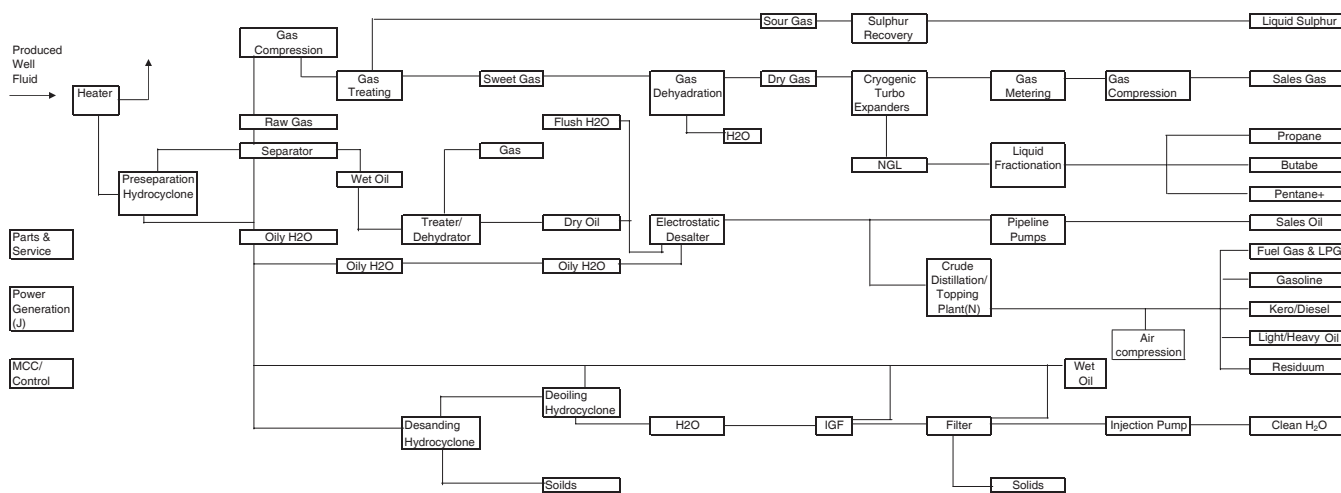 Sour Gas
Sulphur
Recovery
Liquid Sulphur
Gas
Compression
Produced
Well
Fluid
Heater
Gas
Treating
Sweet Gas
Gas
Dehyadration
Dry Gas
Cryogenic
Turbo
Expanders
Gas
Metering
Gas
Compression
Sales Gas
Raw Gas
Flush H2O
H2O
Propane
Separator
Gas
NGL
Liquid
Fractionation
Butabe
Preseparation
Hydrocyclone
Wet Oil
Pentane+
Treater/
Dehydrator
Dry Oil
Electrostatic
Desalter
Pipeline
Pumps
Sales Oil
Parts &
Service
Oily H2O
Oily H2O
Oily H2O
Fuel Gas & LPG
Crude
Distillation/
Topping
Plant(N)
Gasoline
Power
Generation
(J)
Kero/Diesel
Air
compression
Light/Heavy Oil
MCC/
Control
Wet
Oil
Residuum
Deoiling
Hydrocyclone
Desanding
Hydrocyclone
H2O
IGF
Filter
Injection Pump
Clean H₂O
Soilds
Solids